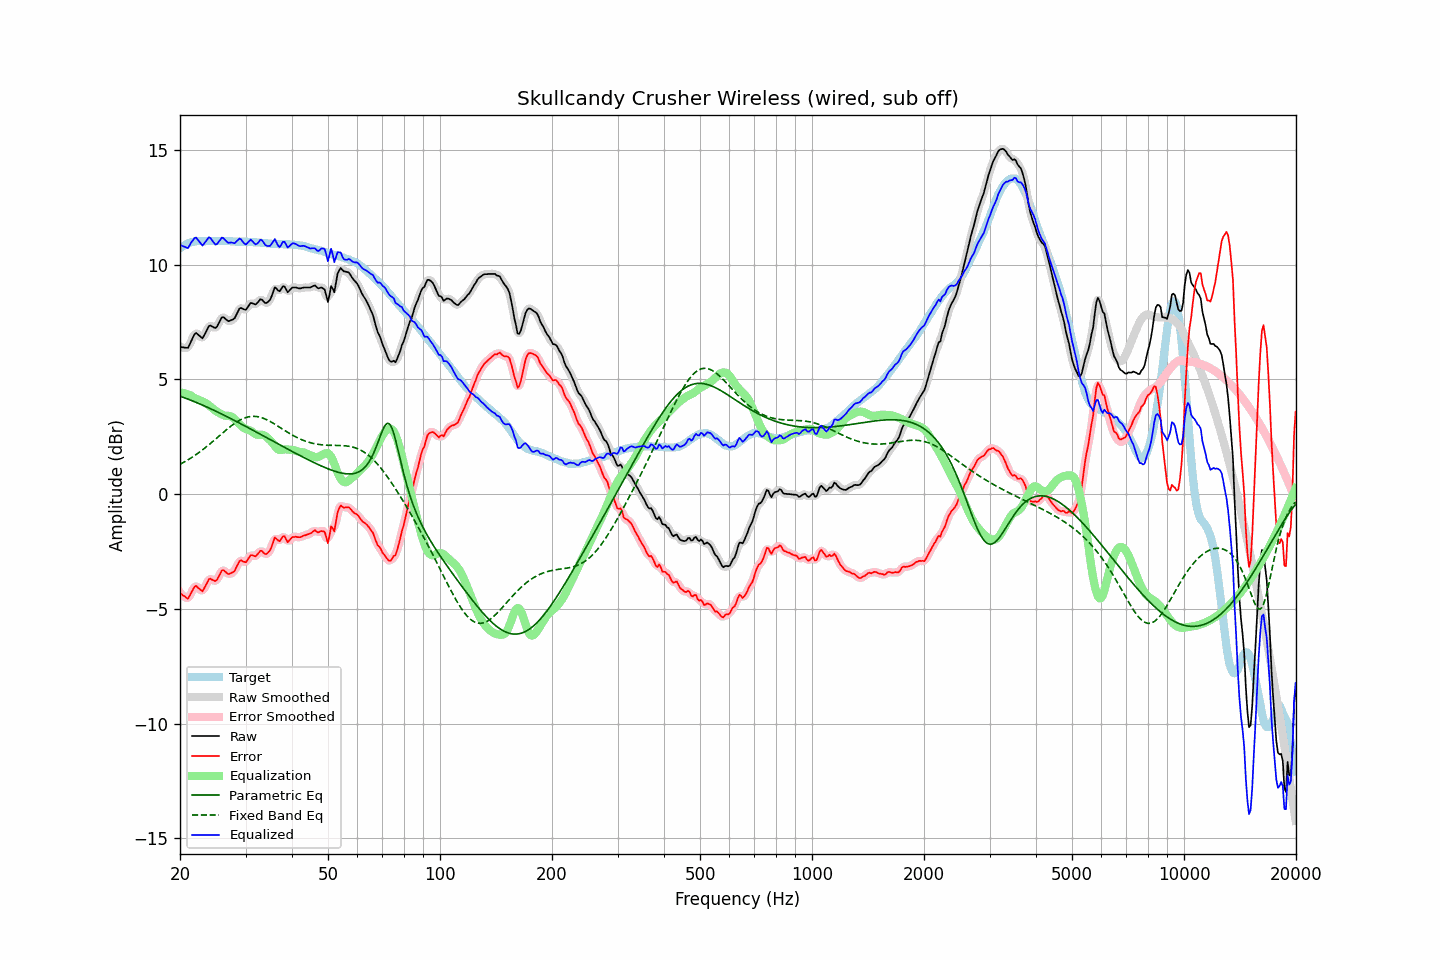 Skullcandy Crusher Wireless (wired, sub off)
Amplitude (dBr)
15
10
5
0
−5
−10
−15
Target
Raw Smoothed
Error Smoothed
Raw
Error
Equalization
Parametric Eq
Fixed Band Eq
Equalized
20 50 100 200 500 1000 2000 5000 10000 20000
Frequency (Hz)